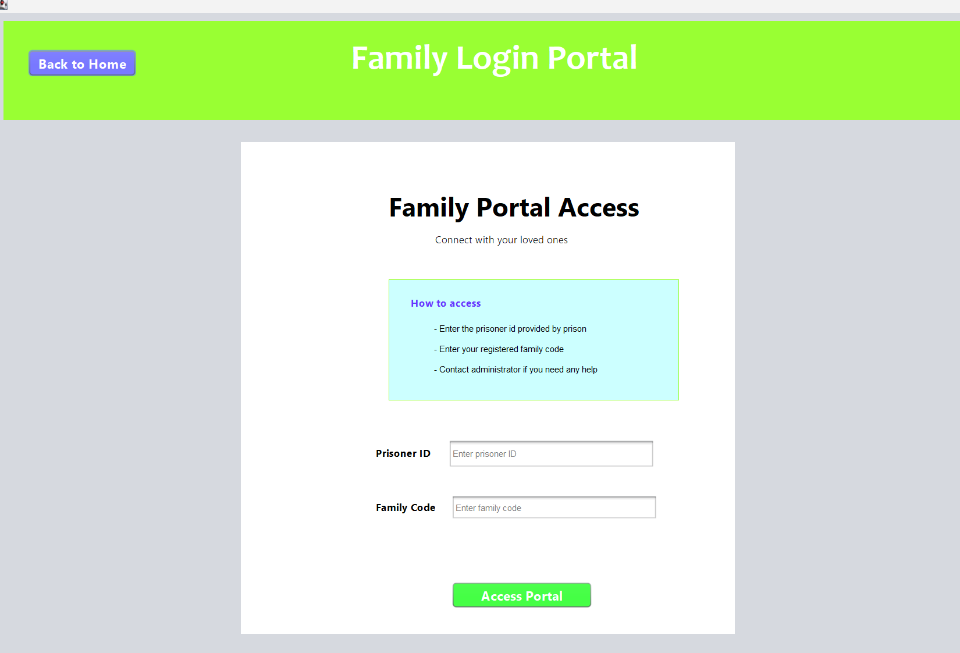 Back to Home
Family Login Portal
Family Portal Access
Connect with your loved ones
How to access
- Enter the prisoner id provided by prison
- Enter your registered family code
- Contact administrator if you need any help
Prisoner ID
Enter prisoner ID
Family Code
Enter family code
Access Portal